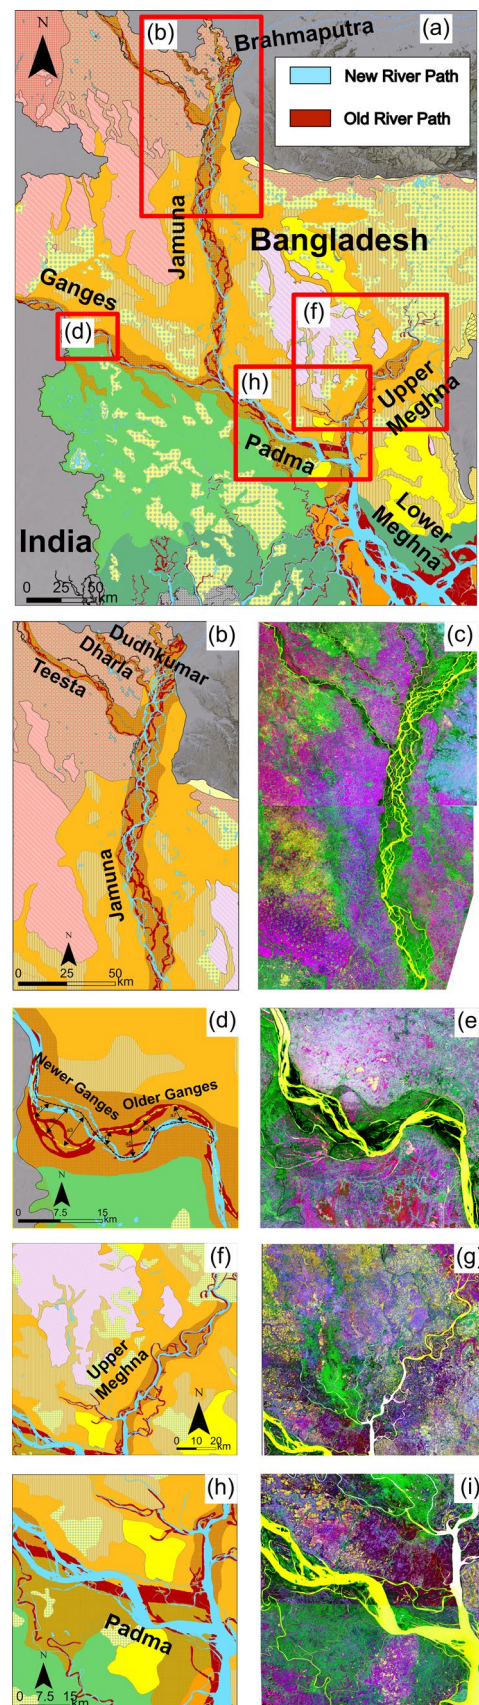 (a)
N
(b)
Brahmaputra
New River Path
Old River Path
Jamuna
Bangladesh
Ganges
(d)
(f)
(h)
Upper
Meghna
Padma
Lower
Meghna
India
0 25 50
km
(b)
Dudhkumar
Dharla
Teesta
Jamuna
N
0 25 50
km
(c)
(d)
Newer Ganges
Older Ganges
N
0 7.5 15
km
(e)
(f)
Upper
Meghna
N
0 10 20
km
(g)
(h)
Padma
N
0 7.5 15
km
(i)